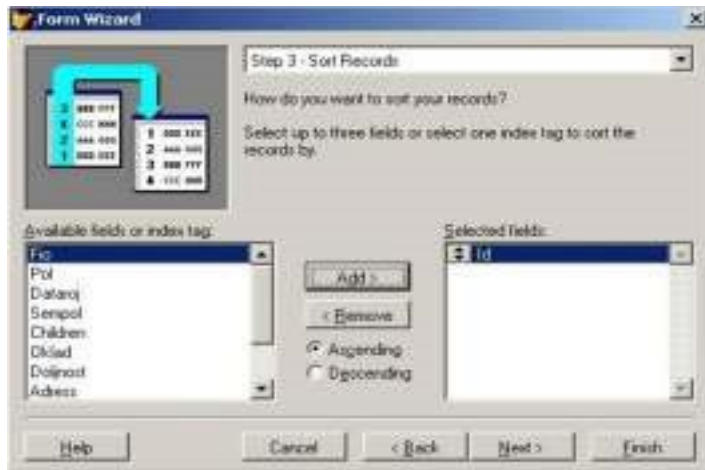 Form Wizard
Step 3 - Sort Records
How do you want to sort your records?
Select up to three fields or select one index tag to sort the
records by.
Available fields or index tag:
Fio
Pol
Dataroj
Sempol
Children
Oklad
Doljnost
Adress
Add >
< Remove
Ascending
Descending
Selected fields:
Id
Help
Cancel
< Back
Next >
Finish